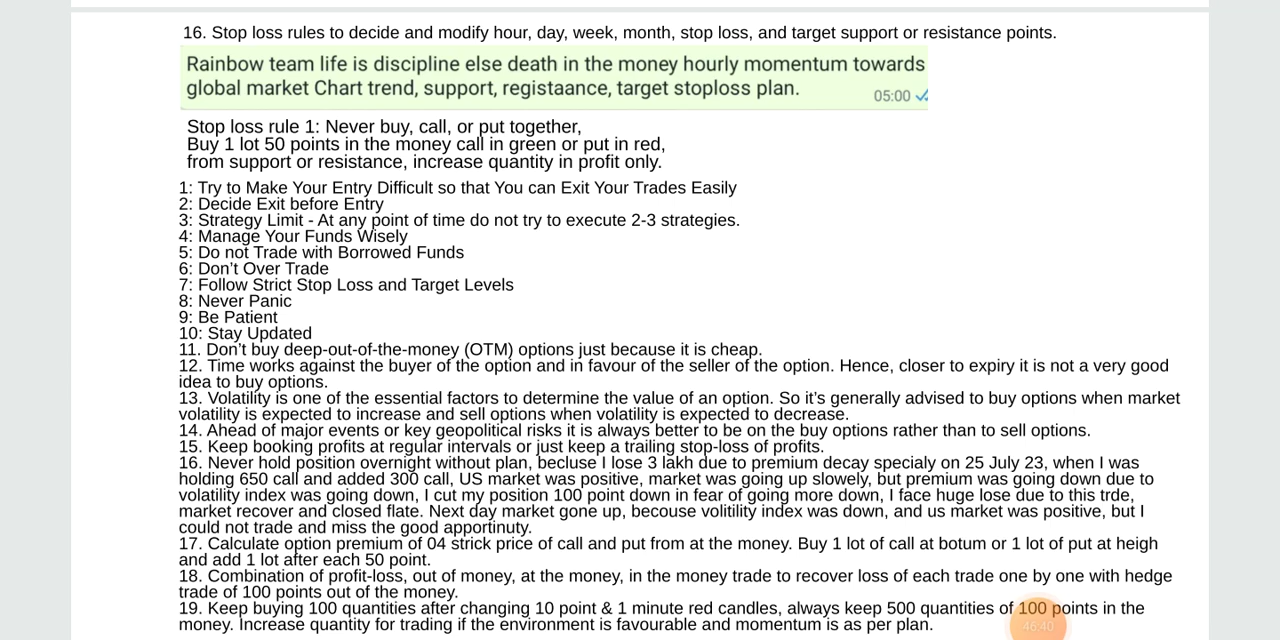 16. Stop loss rules to decide and modify hour, day, week, month, stop loss, and target support or resistance points.
Rainbow team life is discipline else death in the money hourly momentum towards
global market Chart trend, support, registaance, target stoploss plan.
05:00
Stop loss rule 1: Never buy, call, or put together,
Buy 1 lot 50 points in the money call in green or put in red,
from support or resistance, increase quantity in profit only.
1: Try to Make Your Entry Difficult so that You can Exit Your Trades Easily
2: Decide Exit before Entry
3: Strategy Limit - At any point of time do not try to execute 2-3 strategies.
4: Manage Your Funds Wisely
5: Do not Trade with Borrowed Funds
6: Don’t Over Trade
7: Follow Strict Stop Loss and Target Levels
8: Never Panic
9: Be Patient
10: Stay Updated
11. Don’t buy deep-out-of-the-money (OTM) options just because it is cheap.
12. Time works against the buyer of the option and in favour of the seller of the option. Hence, closer to expiry it is not a very good
idea to buy options.
13. Volatility is one of the essential factors to determine the value of an option. So it’s generally advised to buy options when market
volatility is expected to increase and sell options when volatility is expected to decrease.
14. Ahead of major events or key geopolitical risks it is always better to be on the buy options rather than to sell options.
15. Keep booking profits at regular intervals or just keep a trailing stop-loss of profits.
16. Never hold position overnight without plan, becluse I lose 3 lakh due to premium decay specialy on 25 July 23, when I was
holding 650 call and added 300 call, US market was positive, market was going up slowely, but premium was going down due to
volatility index was going down, I cut my position 100 point down in fear of going more down, I face huge lose due to this trde,
market recover and closed flate. Next day market gone up, becouse volitility index was down, and us market was positive, but I
could not trade and miss the good apportinuty.
17. Calculate option premium of 04 strick price of call and put from at the money. Buy 1 lot of call at botum or 1 lot of put at heigh
and add 1 lot after each 50 point.
18. Combination of profit-loss, out of money, at the money, in the money trade to recover loss of each trade one by one with hedge
trade of 100 points out of the money.
19. Keep buying 100 quantities after changing 10 point & 1 minute red candles, always keep 500 quantities of 100 points in the
money. Increase quantity for trading if the environment is favourable and momentum is as per plan.
46:40